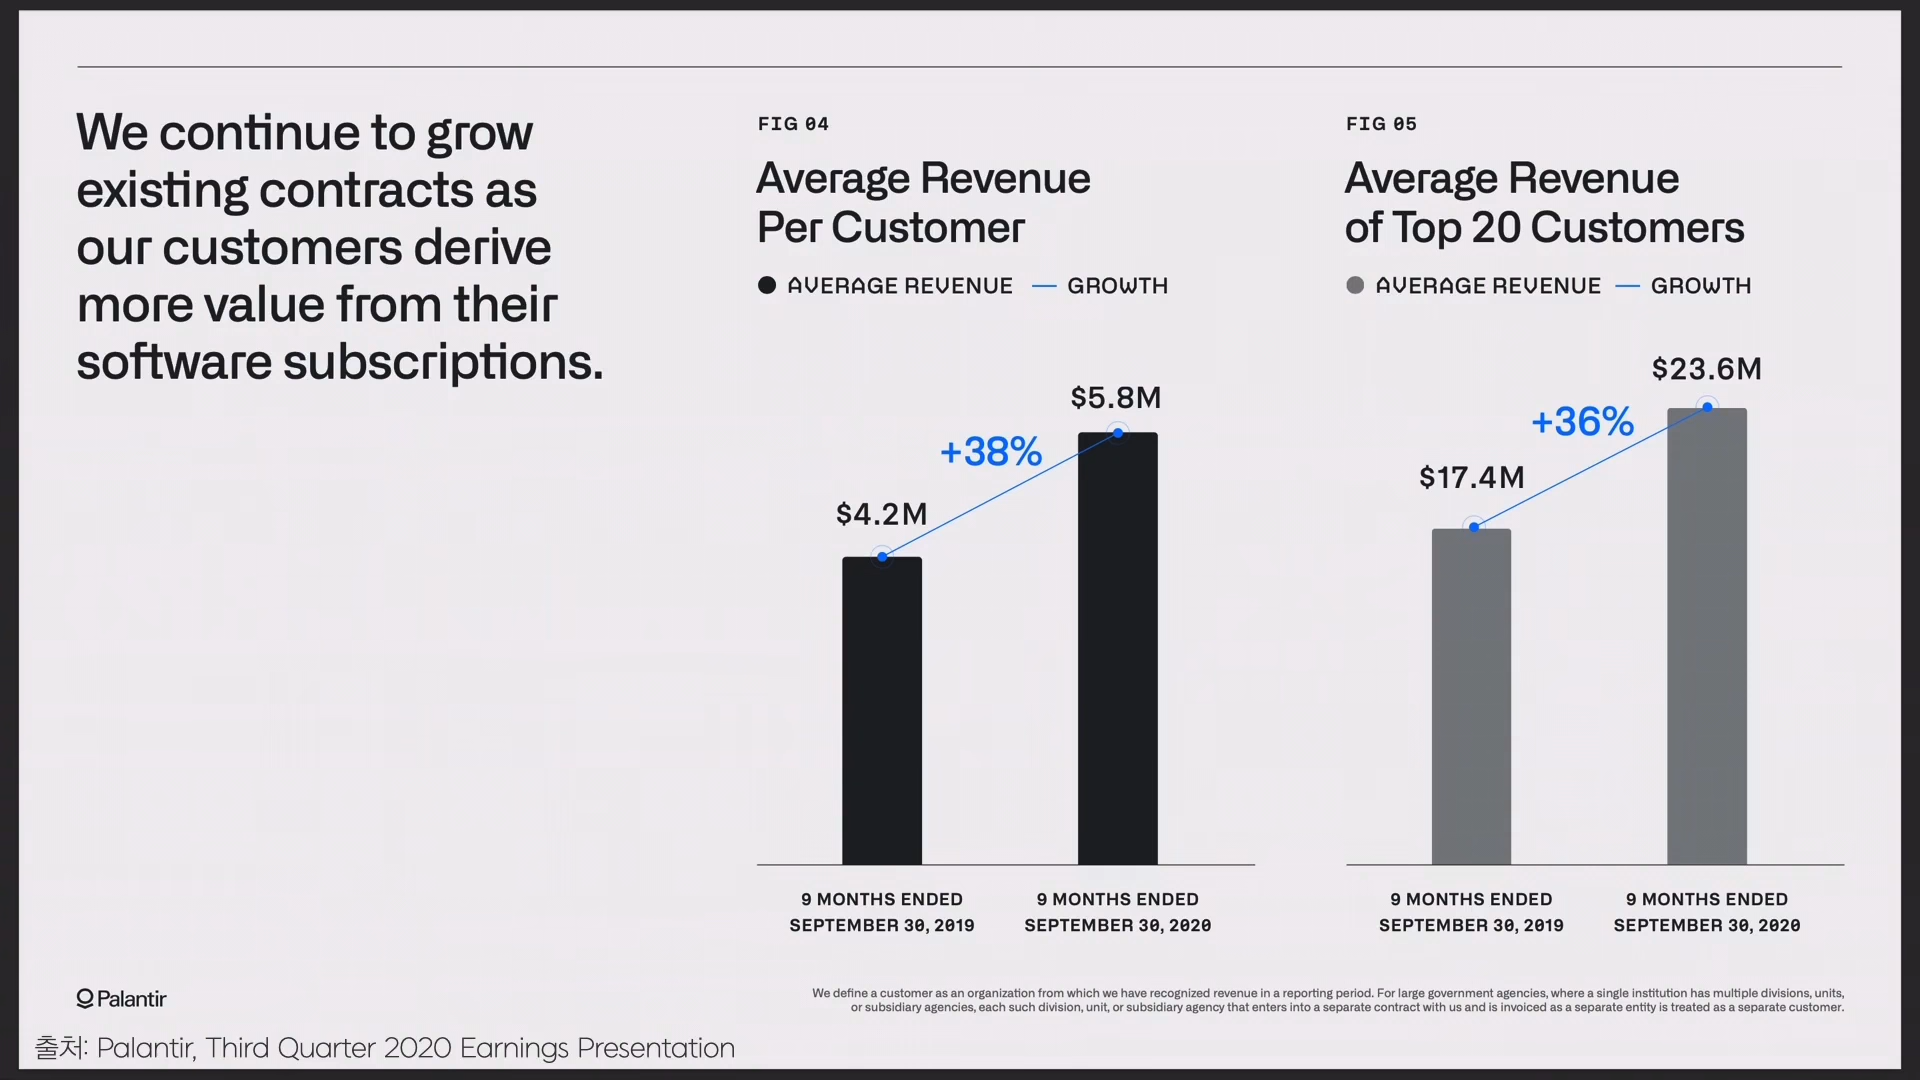 We continue to grow
existing contracts as
our customers derive
more value from their
software subscriptions.
FIG 04
Average Revenue
Per Customer
AVERAGE REVENUE GROWTH
$4.2M
+38%
$5.8M
9 MONTHS ENDED
SEPTEMBER 30, 2019
9 MONTHS ENDED
SEPTEMBER 30, 2020
FIG 05
Average Revenue
of Top 20 Customers
AVERAGE REVENUE GROWTH
$17.4M
+36%
$23.6M
9 MONTHS ENDED
SEPTEMBER 30, 2019
9 MONTHS ENDED
SEPTEMBER 30, 2020
Palantir
We define a customer as an organization from which we have recognized revenue in a reporting period. For large government agencies, where a single institution has multiple divisions, units,
or subsidiary agencies, each such division, unit, or subsidiary agency that enters into a separate contract with us and is invoiced as a separate entity is treated as a separate customer.
출처: Palantir, Third Quarter 2020 Earnings Presentation